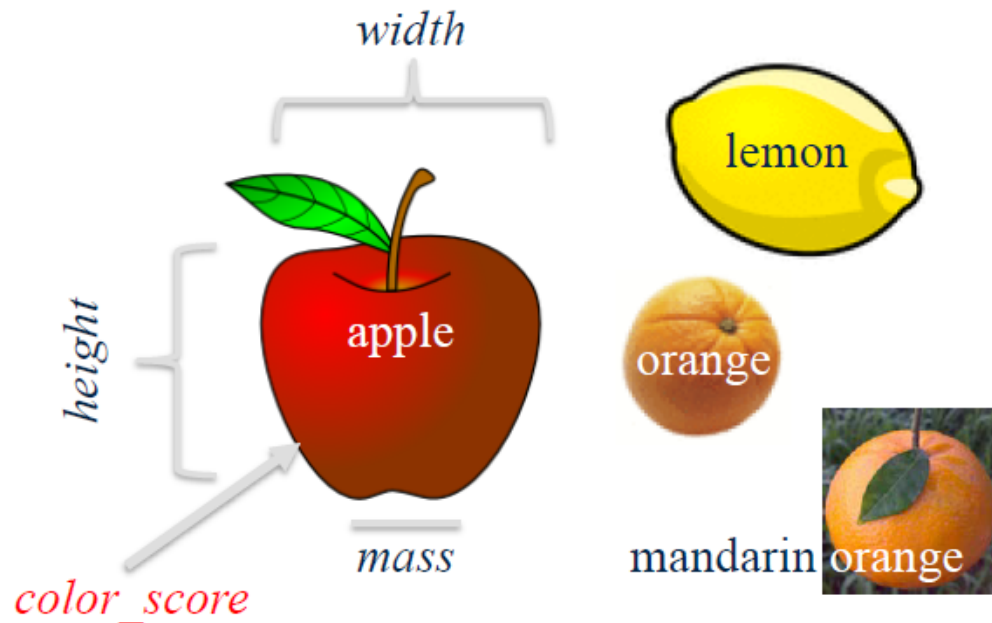 width
lemon
apple
height
orange
mass
mandarin orange
color_score